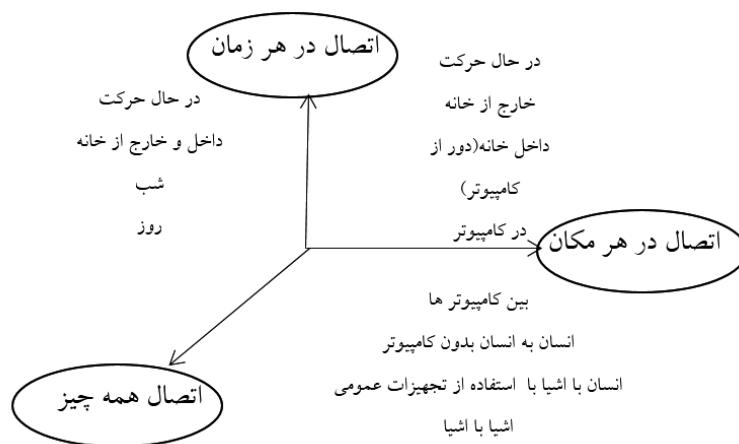 اتصال در هر زمان
در حال حرکت
داخل و خارج از خانه
شب
روز
در حال حرکت
خارج از خانه
داخل خانه(دور از
کامپیوتر)
در کامپیوتر
اتصال در هر مکان
بین کامپیوتر ها
انسان به انسان بدون کامپیوتر
انسان با اشیا با استفاده از تجهیزات عمومی
اشیا با اشیا
اتصال همه چیز